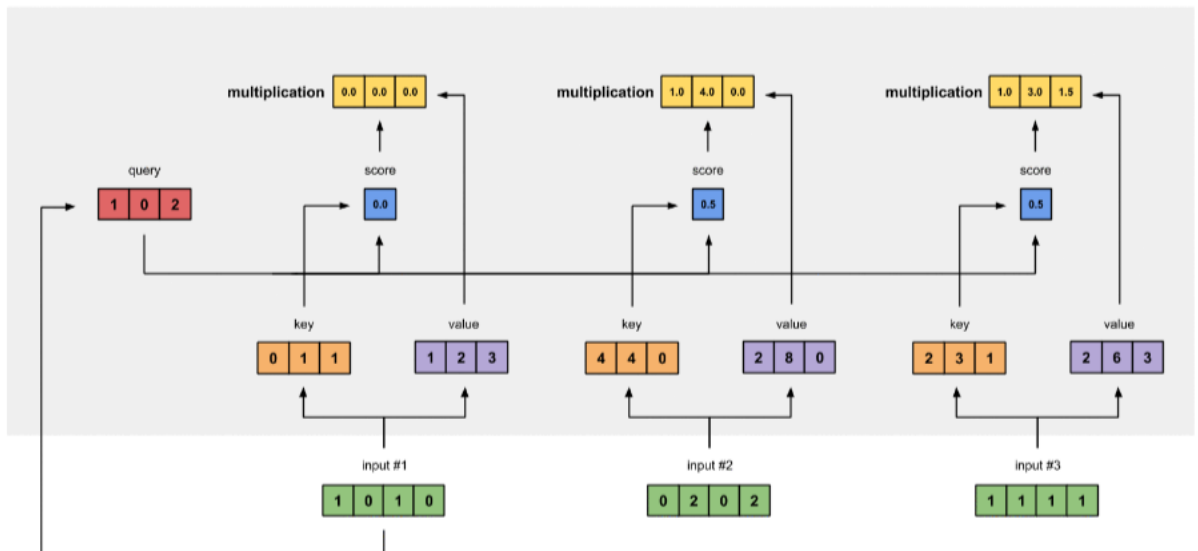 multiplication 0.0 0.0 0.0 multiplication 1.0 4.0 0.0 multiplication 1.0 3.0 1.5
query score score score
1 0 2 0.0 0.5 0.5
key value key value key value
0 1 1 1 2 3 4 4 0 2 8 0 2 3 1 2 6 3
input #1 input #2 input #3
1 0 1 0 0 2 0 2 1 1 1 1